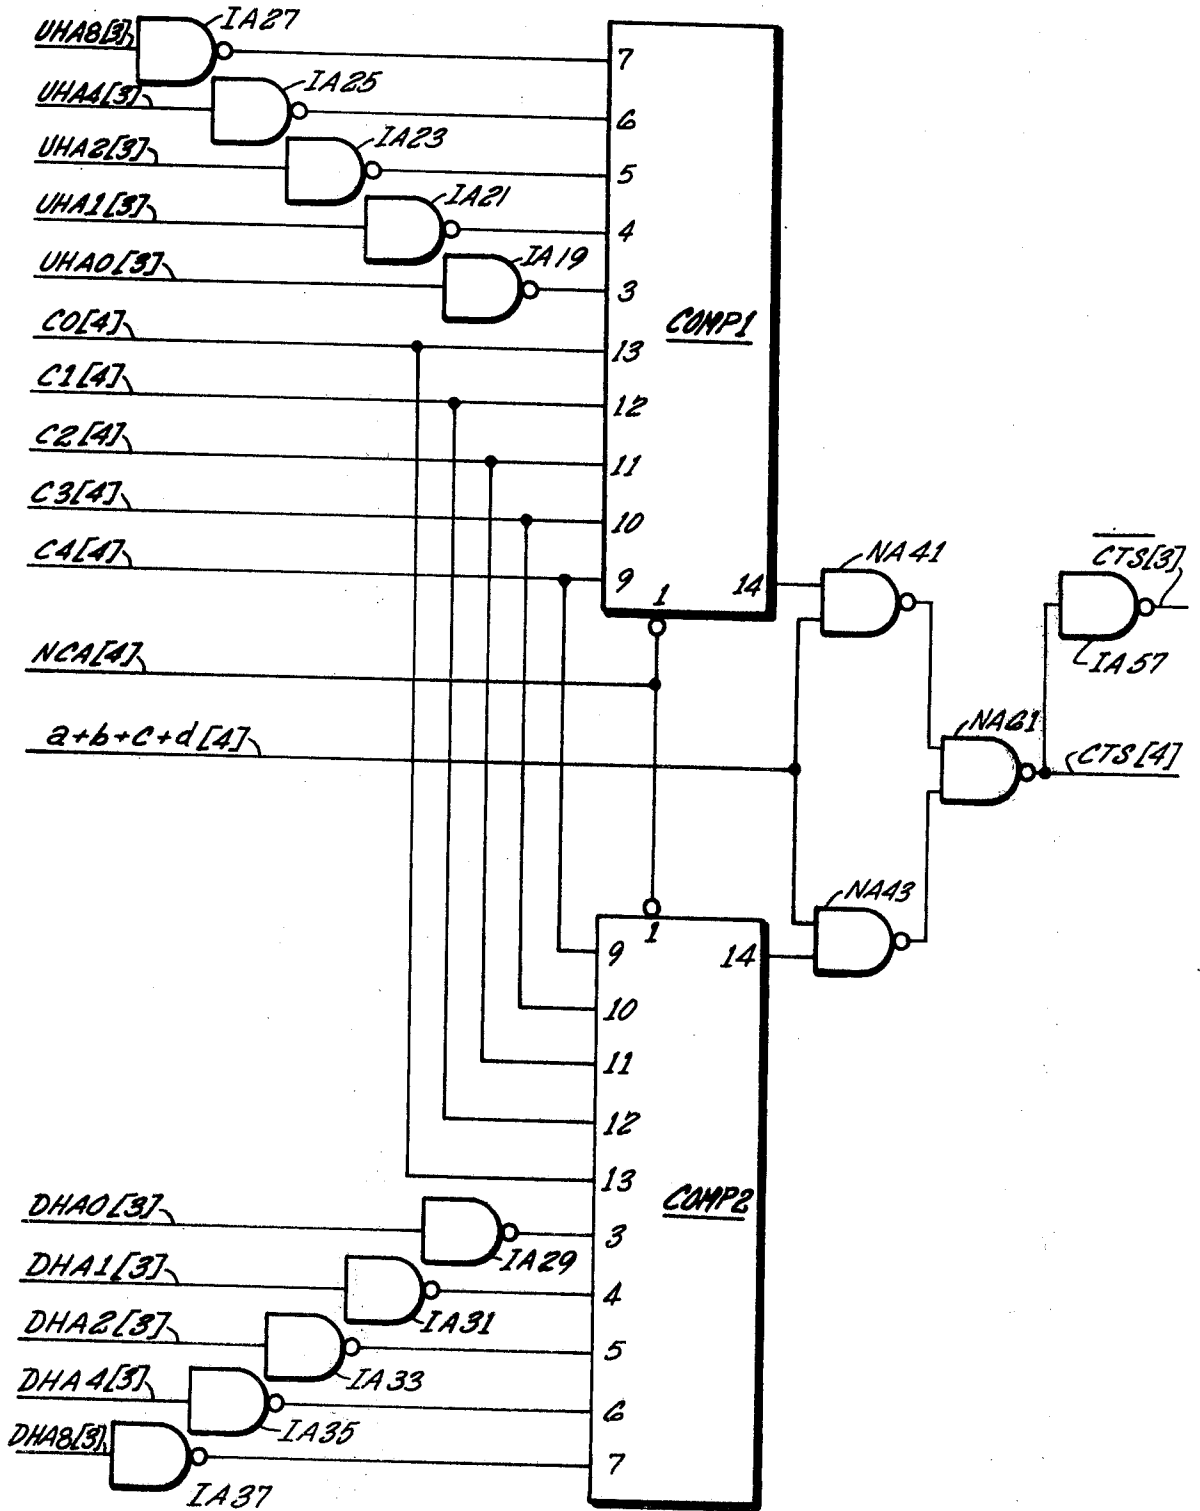 IA27
UHA8[3]
7
IA25
UHA4[3]
6
IA23
UHA2[3]
5
IA21
UHA1[3]
4
IA19
UHA0[3]
3
COMP1
C0[4]
13
C1[4]
12
C2[4]
11
C3[4]
10
C4[4]
9
1
14
NA41
CTS[3]
IA57
NCA[4]
a+b+c+d[4]
NA61
CTS[4]
NA43
1
9
14
10
11
12
13
COMP2
DHA0[3]
3
IA29
DHA1[3]
4
IA31
DHA2[3]
5
IA33
DHA4[3]
6
IA35
DHA8[3]
7
IA37